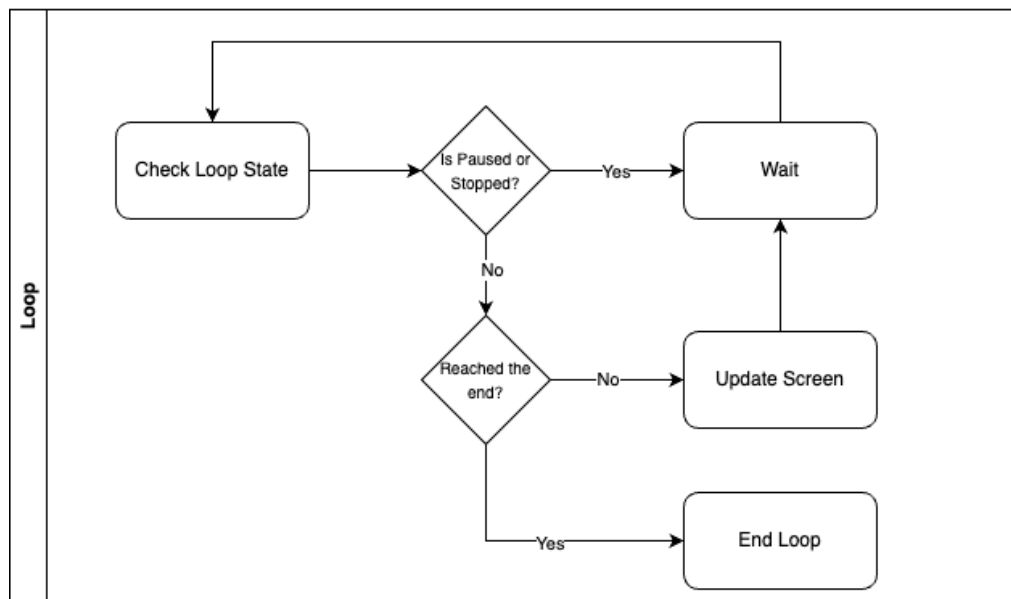 Loop
Check Loop State
Is Paused or
Stopped?
Yes
Wait
No
Reached the
end?
No
Update Screen
Yes
End Loop